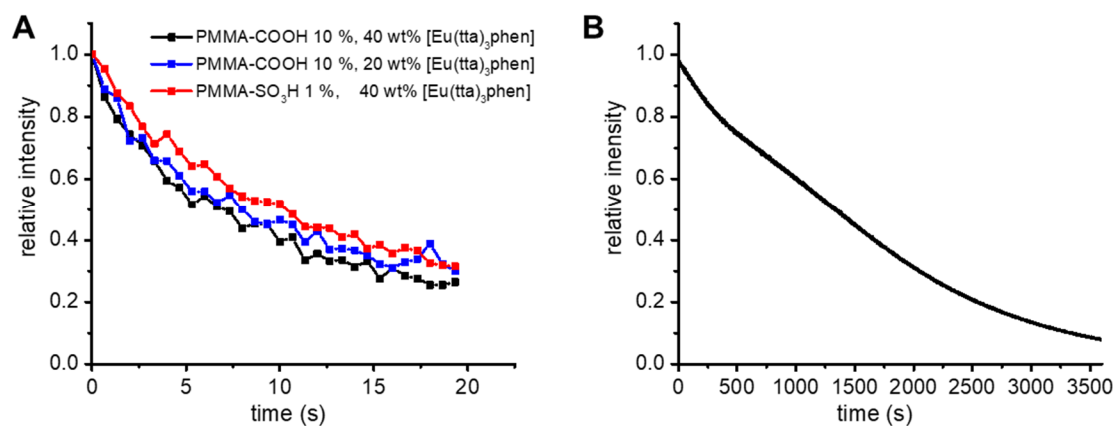 A
PMMA-COOH 10 %, 40 wt% [Eu(tta)₃phen]
PMMA-COOH 10 %, 20 wt% [Eu(tta)₃phen]
PMMA-SO₃H 1 %, 40 wt% [Eu(tta)₃phen]
relative intensity
1.0
0.8
0.6
0.4
0.2
0.0
0 5 10 15 20
time (s)
B
relative inensity
1.0
0.8
0.6
0.4
0.2
0.0
0 500 1000 1500 2000 2500 3000 3500
time (s)